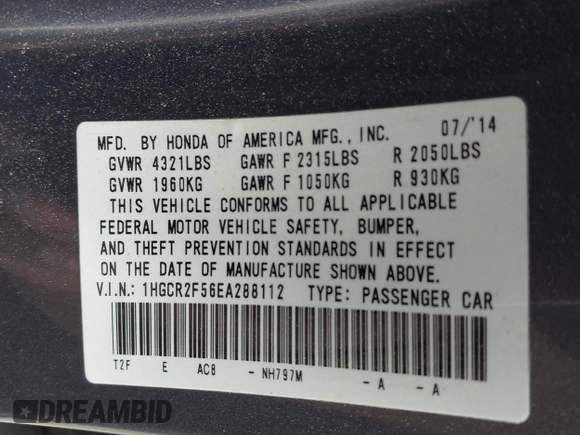 MFD. BY HONDA OF AMERICA MFG., INC. 07/'14
GVWR 4321LBS GAWR F 2315LBS R 2050LBS
GVWR 1960KG GAWR F 1050KG R 930KG
THIS VEHICLE CONFORMS TO ALL APPLICABLE
FEDERAL MOTOR VEHICLE SAFETY, BUMPER,
AND THEFT PREVENTION STANDARDS IN EFFECT
ON THE DATE OF MANUFACTURE SHOWN ABOVE.
V.I.N.: 1HGCR2F56EA288112 TYPE: PASSENGER CAR
T2F E AC8 - NH797M - A - A
DREAMBID